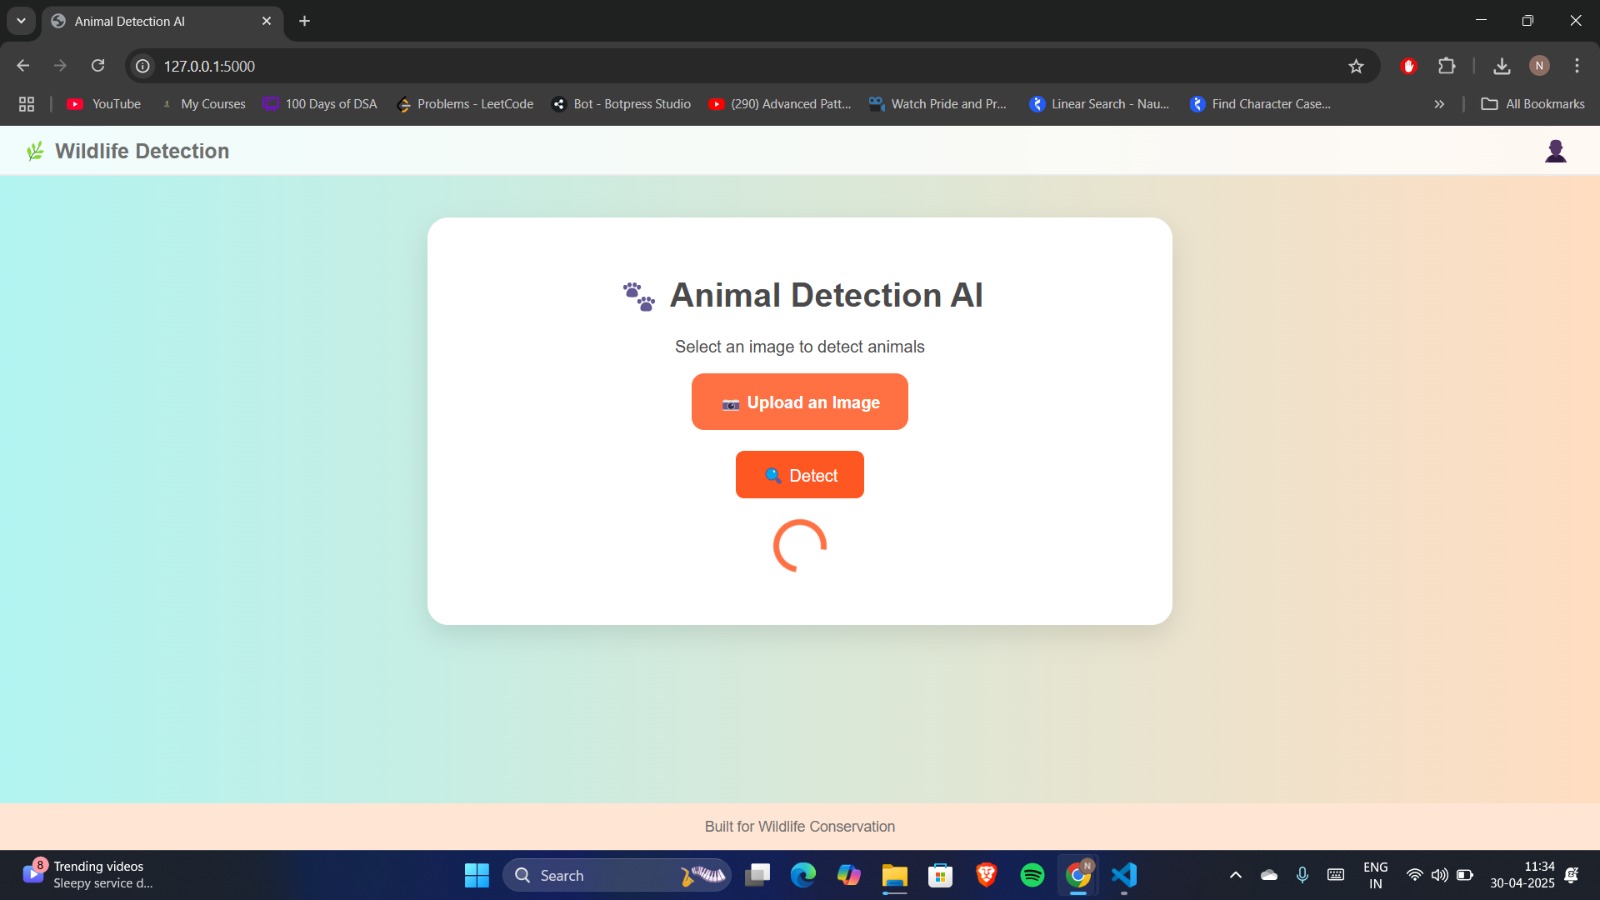 Animal Detection AI
127.0.0.1:5000
YouTube
My Courses
100 Days of DSA
Problems - LeetCode
Bot - Botpress Studio
(290) Advanced Patt...
Watch Pride and Pr...
Linear Search - Nau...
Find Character Case...
All Bookmarks
Wildlife Detection
Animal Detection AI
Select an image to detect animals
Upload an Image
Detect
Built for Wildlife Conservation
8
Trending videos
Sleepy service d...
Search
N
N
ENG
IN
11:34
30-04-2025